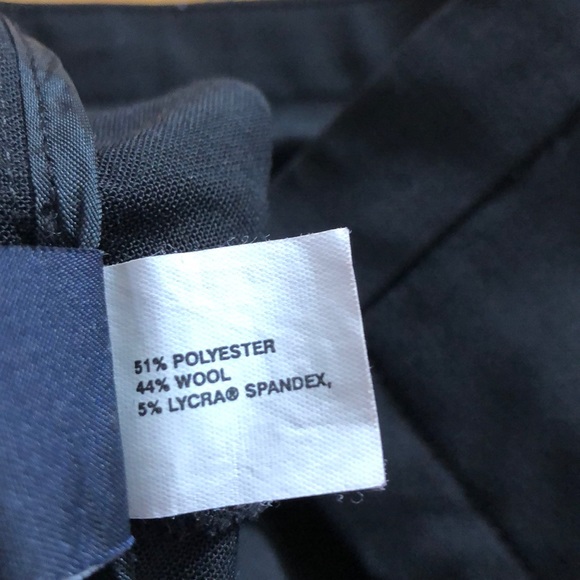 51% POLYESTER
44% WOOL
5% LYCRA® SPANDEX,